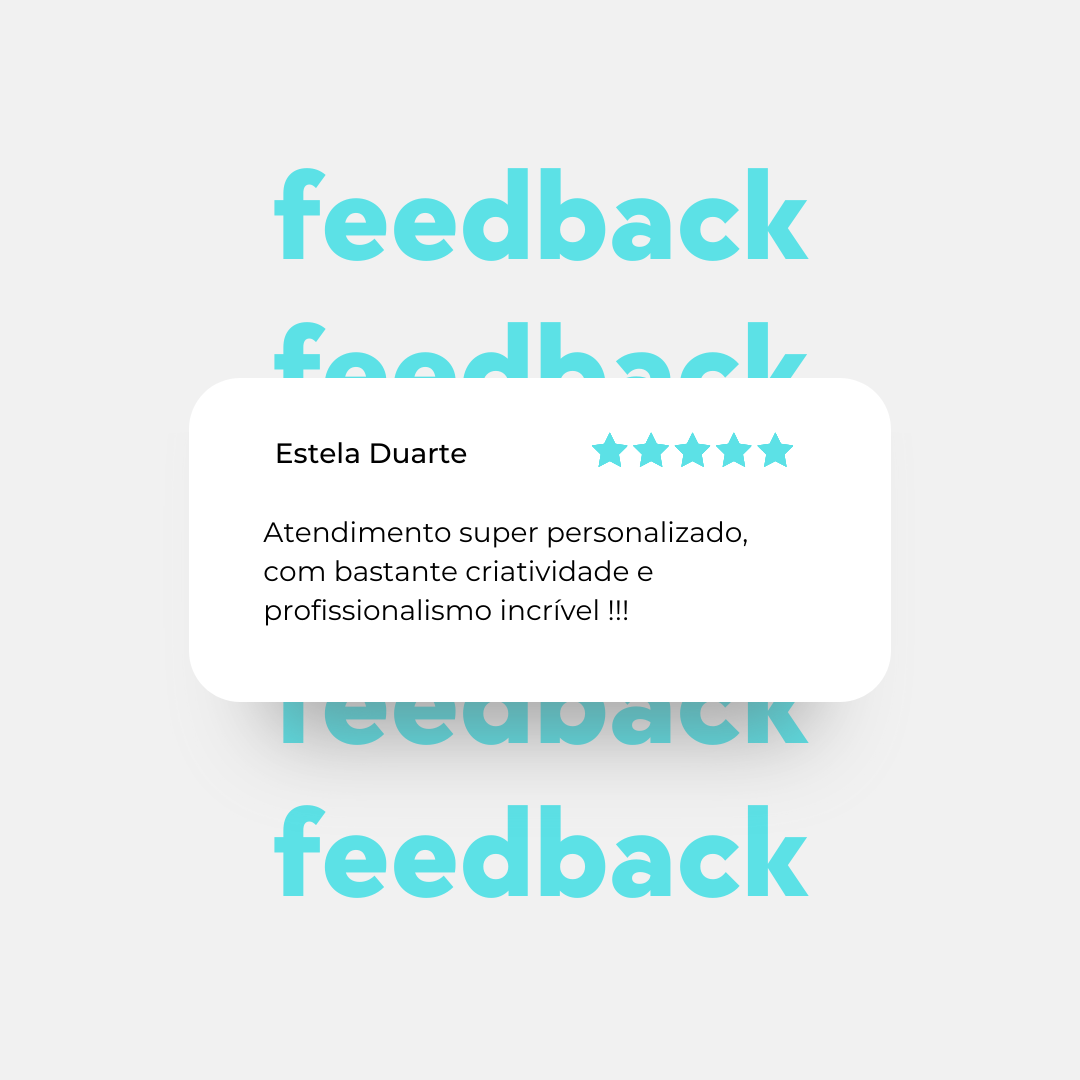 feedback
feedback
Estela Duarte
Atendimento super personalizado,
com bastante criatividade e
profissionalismo incrível !!!
feedback
feedback